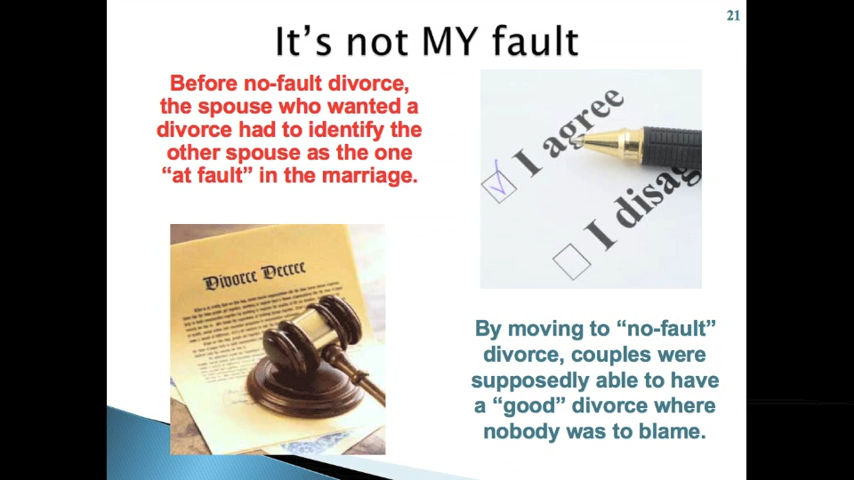 21
It's not MY fault
Before no-fault divorce,
the spouse who wanted a
divorce had to identify the
other spouse as the one
“at fault” in the marriage.
I agree
I disag
Divorce Decree
By moving to “no-fault”
divorce, couples were
supposedly able to have
a “good” divorce where
nobody was to blame.